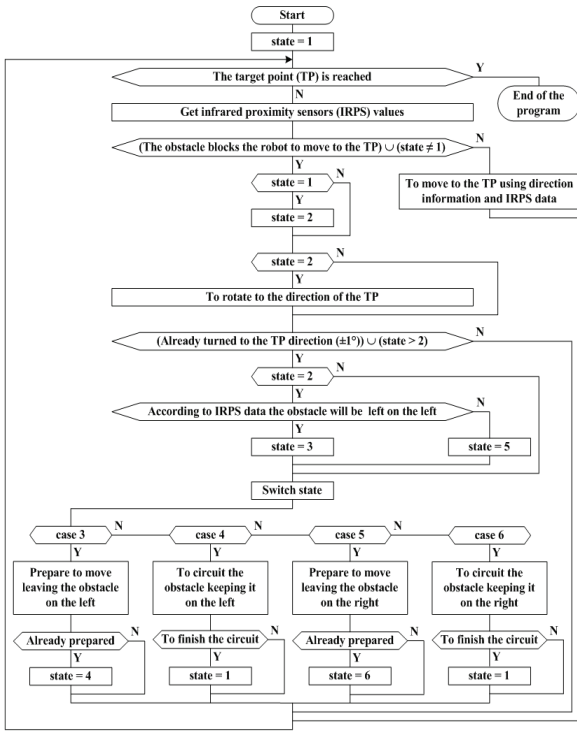 Start
state = 1
The target point (TP) is reached
Y
N
End of the
program
Get infrared proximity sensors (IRPS) values
(The obstacle blocks the robot to move to the TP) ∪ (state ≠ 1)
N
Y
To move to the TP using direction
information and IRPS data
state = 1
N
Y
state = 2
state = 2
N
Y
To rotate to the direction of the TP
(Already turned to the TP direction (±1°)) ∪ (state > 2)
N
Y
state = 2
N
Y
According to IRPS data the obstacle will be left on the left
N
Y
state = 3
state = 5
Switch state
case 3
N
case 4
N
case 5
N
case 6
Y
Y
Y
Y
Prepare to move
leaving the obstacle
on the left
To circuit the
obstacle keeping it
on the left
Prepare to move
leaving the obstacle
on the right
To circuit the
obstacle keeping it
on the right
Already prepared
N
To finish the circuit
N
Already prepared
N
To finish the circuit
N
Y
Y
Y
Y
state = 4
state = 1
state = 6
state = 1